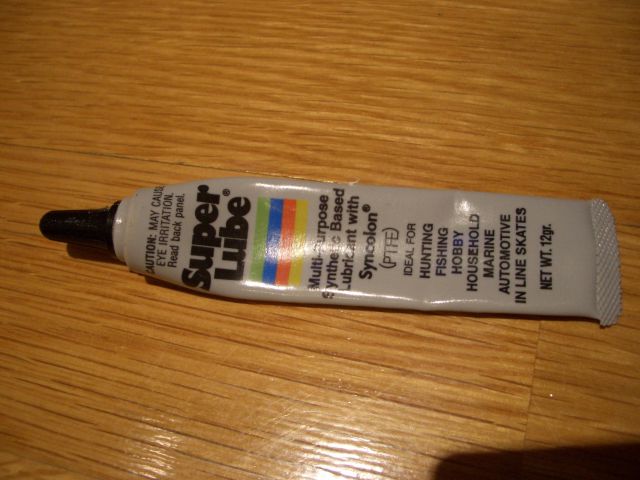 CAUTION: MAY CAUSE
EYE IRRITATION.
Read back panel.
Super
Lube®
Multi-Purpose
Synthetic Based
Lubricant with
Syncolon®
(PTFE)
IDEAL FOR
HUNTING
FISHING
HOBBY
HOUSEHOLD
MARINE
AUTOMOTIVE
IN LINE SKATES
NET WT. 12gr.